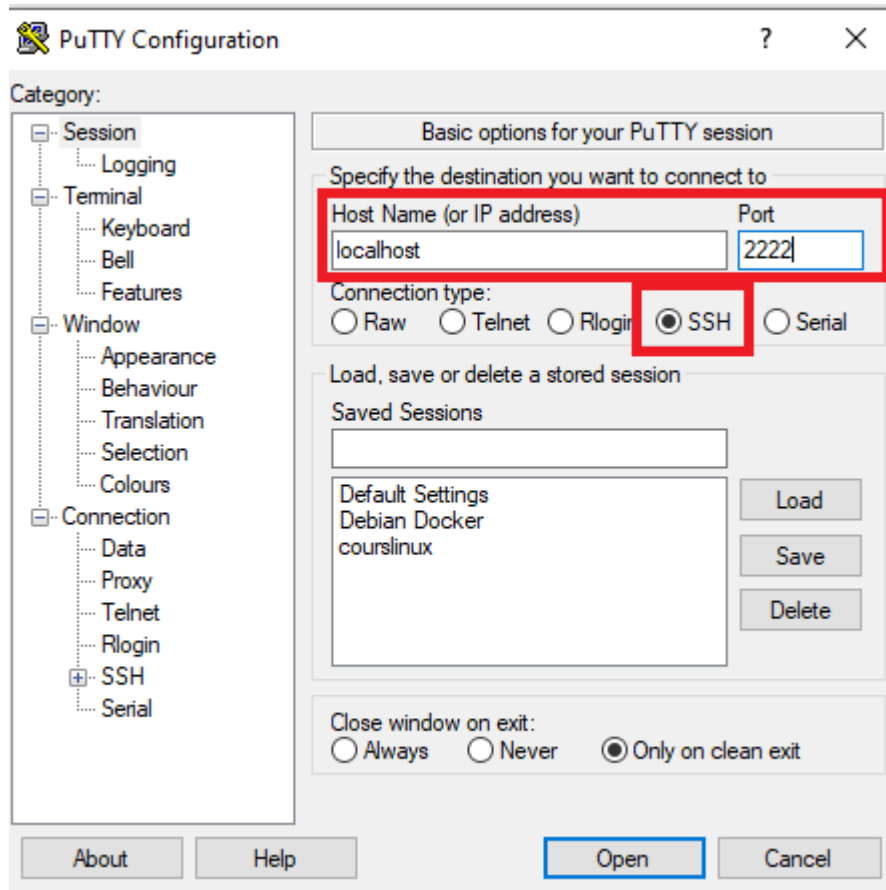 PuTTY Configuration ? ×
Category:
Session
Logging
Terminal
Keyboard
Bell
Features
Window
Appearance
Behaviour
Translation
Selection
Colours
Connection
Data
Proxy
Telnet
Rlogin
SSH
Serial
Basic options for your PuTTY session
Specify the destination you want to connect to
Host Name (or IP address) Port
localhost 2222
Connection type:
Raw Telnet Rlogin SSH Serial
Load, save or delete a stored session
Saved Sessions
Default Settings
Debian Docker
courslinux
Load
Save
Delete
Close window on exit:
Always Never Only on clean exit
About Help Open Cancel